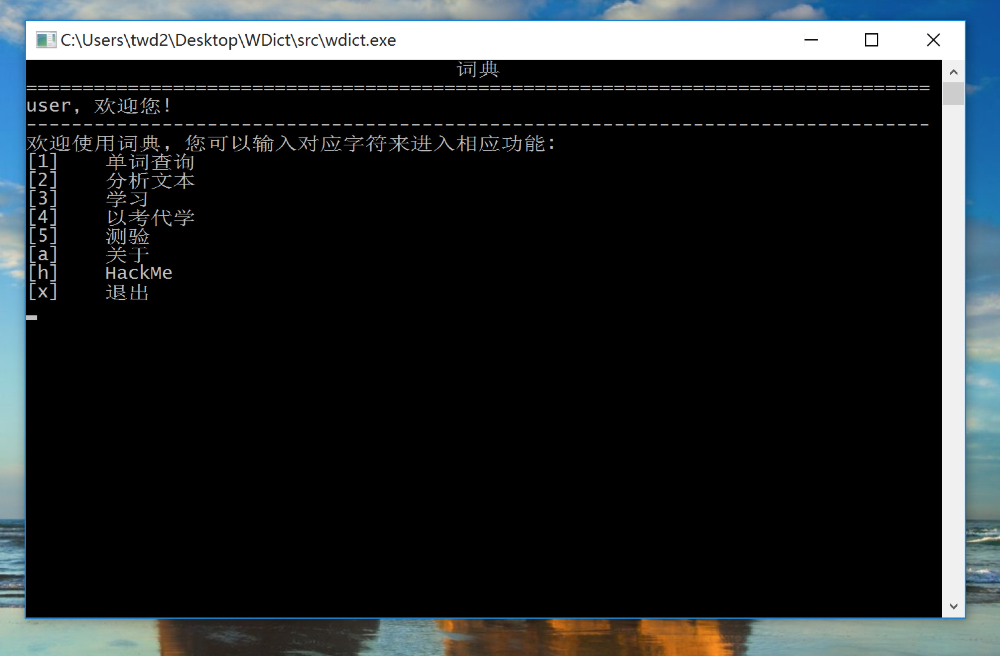 C:\Users\twd2\Desktop\WDict\src\wdict.exe
词典
================================================================================
user，欢迎您!
--------------------------------------------------------------------------------
欢迎使用词典，您可以输入对应字符来进入相应功能:
[1]    单词查询
[2]    分析文本
[3]    学习
[4]    以考代学
[5]    测验
[a]    关于
[h]    HackMe
[x]    退出